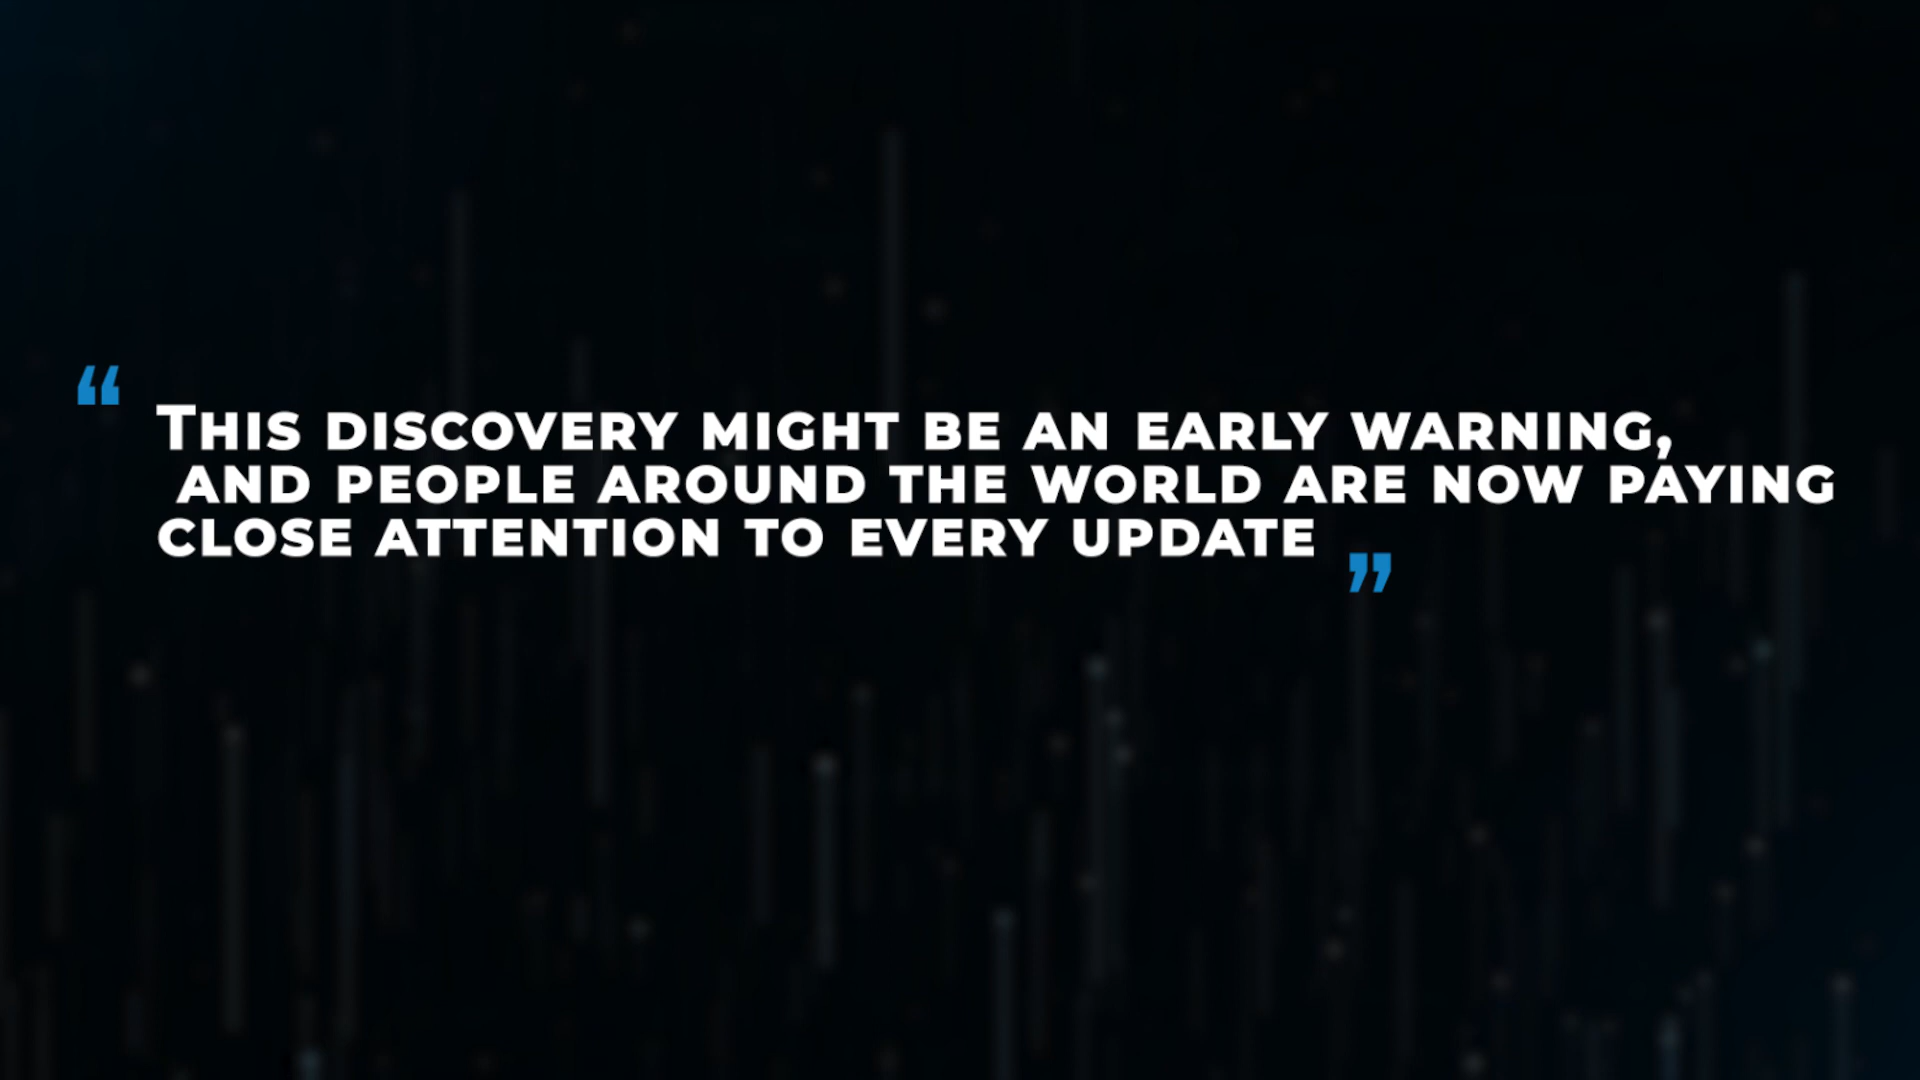 “ THIS DISCOVERY MIGHT BE AN EARLY WARNING,
AND PEOPLE AROUND THE WORLD ARE NOW PAYING
CLOSE ATTENTION TO EVERY UPDATE ”